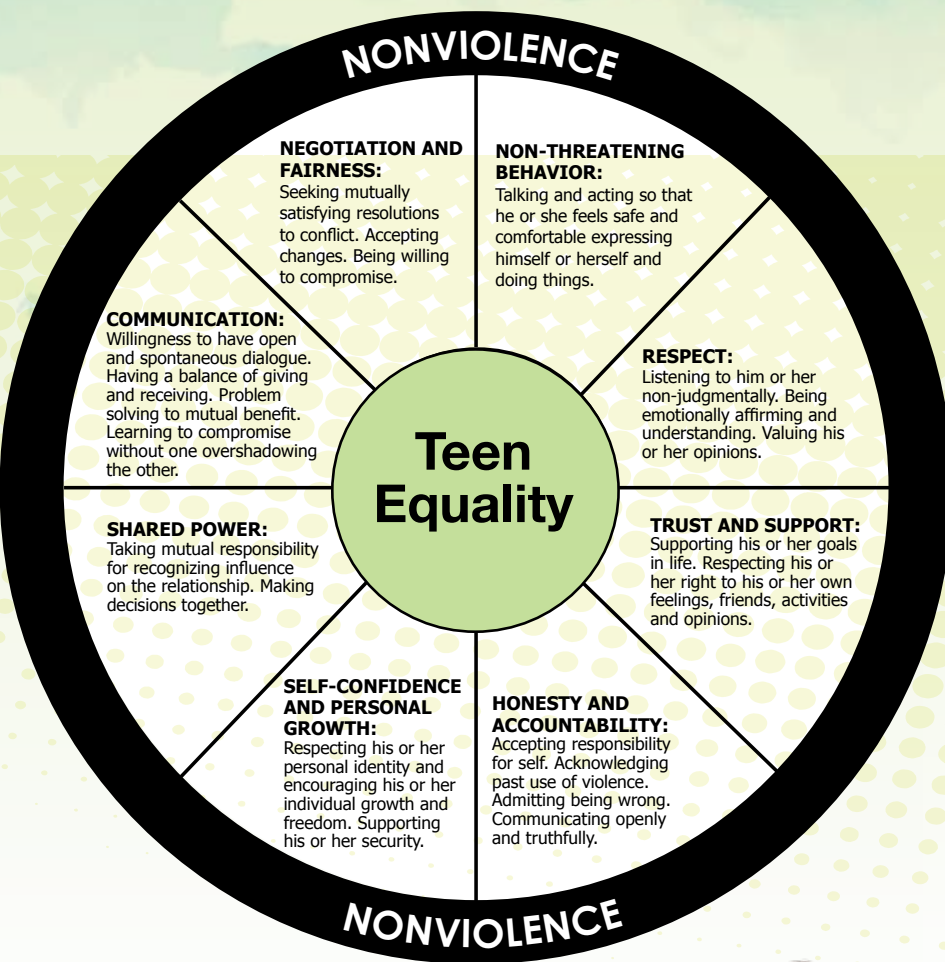 NONVIOLENCE
NEGOTIATION AND
FAIRNESS:
Seeking mutually
satisfying resolutions
to conflict. Accepting
changes. Being willing
to compromise.
NON-THREATENING
BEHAVIOR:
Talking and acting so that
he or she feels safe and
comfortable expressing
himself or herself and
doing things.
COMMUNICATION:
Willingness to have open
and spontaneous dialogue.
Having a balance of giving
and receiving. Problem
solving to mutual benefit.
Learning to compromise
without one overshadowing
the other.
RESPECT:
Listening to him or her
non-judgmentally. Being
emotionally affirming and
understanding. Valuing his
or her opinions.
Teen
Equality
SHARED POWER:
Taking mutual responsibility
for recognizing influence
on the relationship. Making
decisions together.
TRUST AND SUPPORT:
Supporting his or her goals
in life. Respecting his or
her right to his or her own
feelings, friends, activities
and opinions.
SELF-CONFIDENCE
AND PERSONAL
GROWTH:
Respecting his or her
personal identity and
encouraging his or her
individual growth and
freedom. Supporting
his or her security.
HONESTY AND
ACCOUNTABILITY:
Accepting responsibility
for self. Acknowledging
past use of violence.
Admitting being wrong.
Communicating openly
and truthfully.
NONVIOLENCE